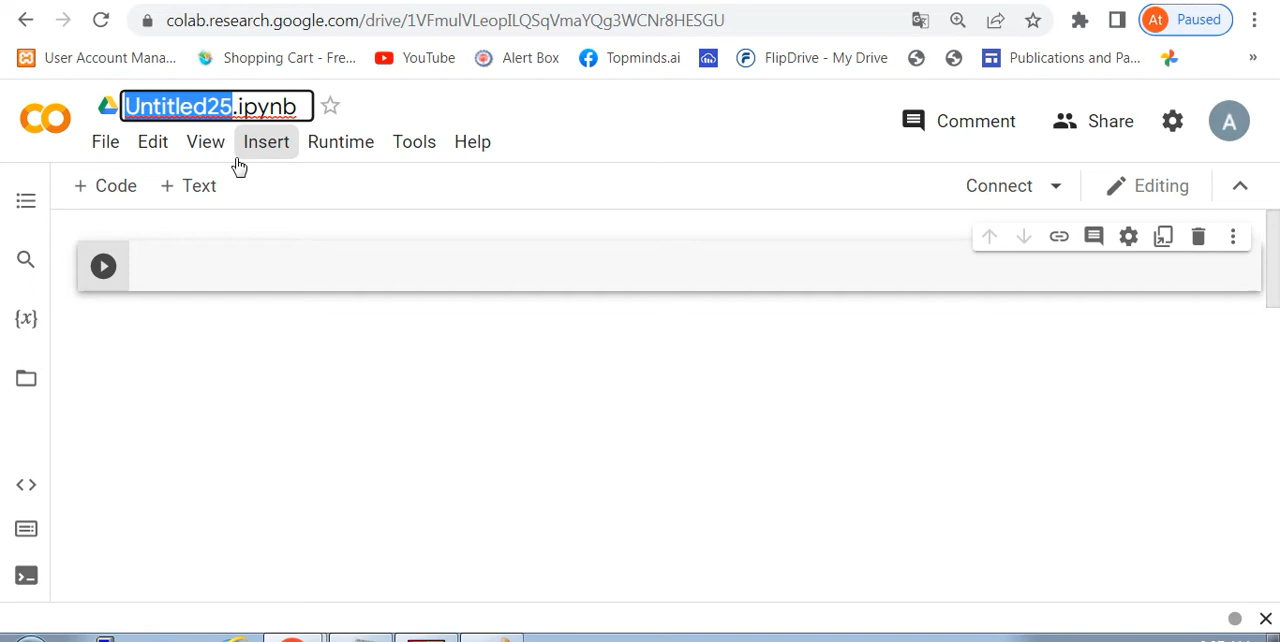 colab.research.google.com/drive/1VFmulVLeopILQSqVmaYQg3WCNr8HESGU At Paused
User Account Mana... Shopping Cart - Fre... YouTube Alert Box Topminds.ai FlipDrive - My Drive Publications and Pa... »
Untitled25.ipynb
Comment Share A
File Edit View Insert Runtime Tools Help
+ Code + Text Connect Editing
{x}